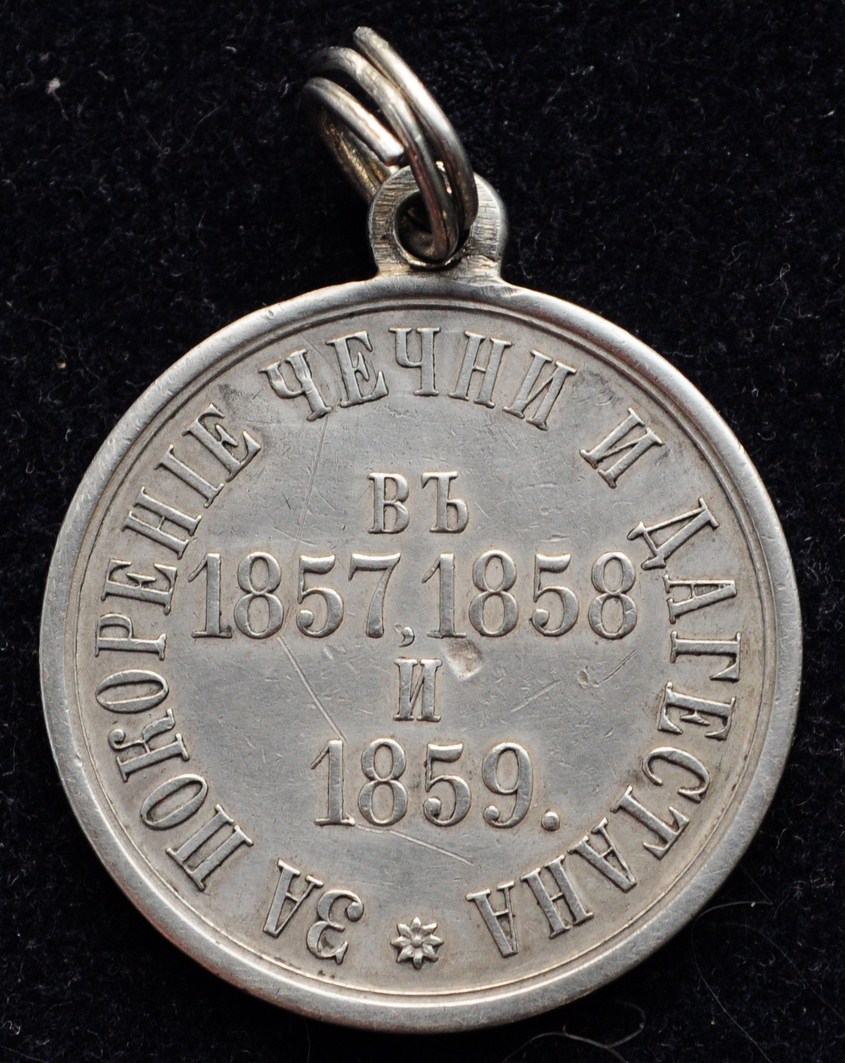 ЗА ПОКОРЕНІЕ ЧЕЧНИ И ДАГЕСТАНА
ВЪ
1857, 1858
И
1859.